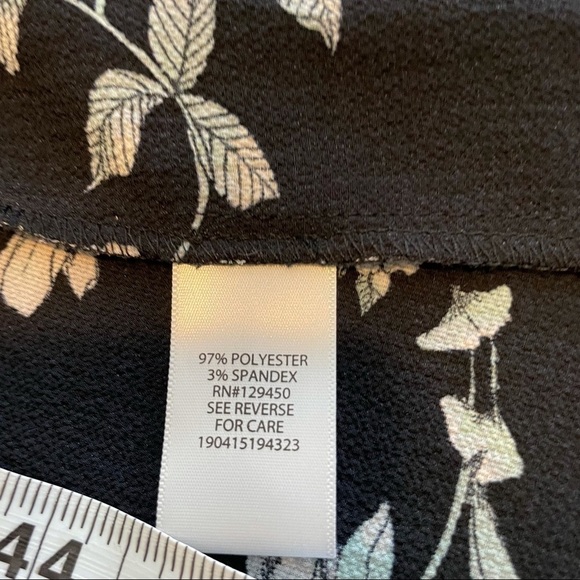 97% POLYESTER
3% SPANDEX
RN#129450
SEE REVERSE
FOR CARE
190415194323
44